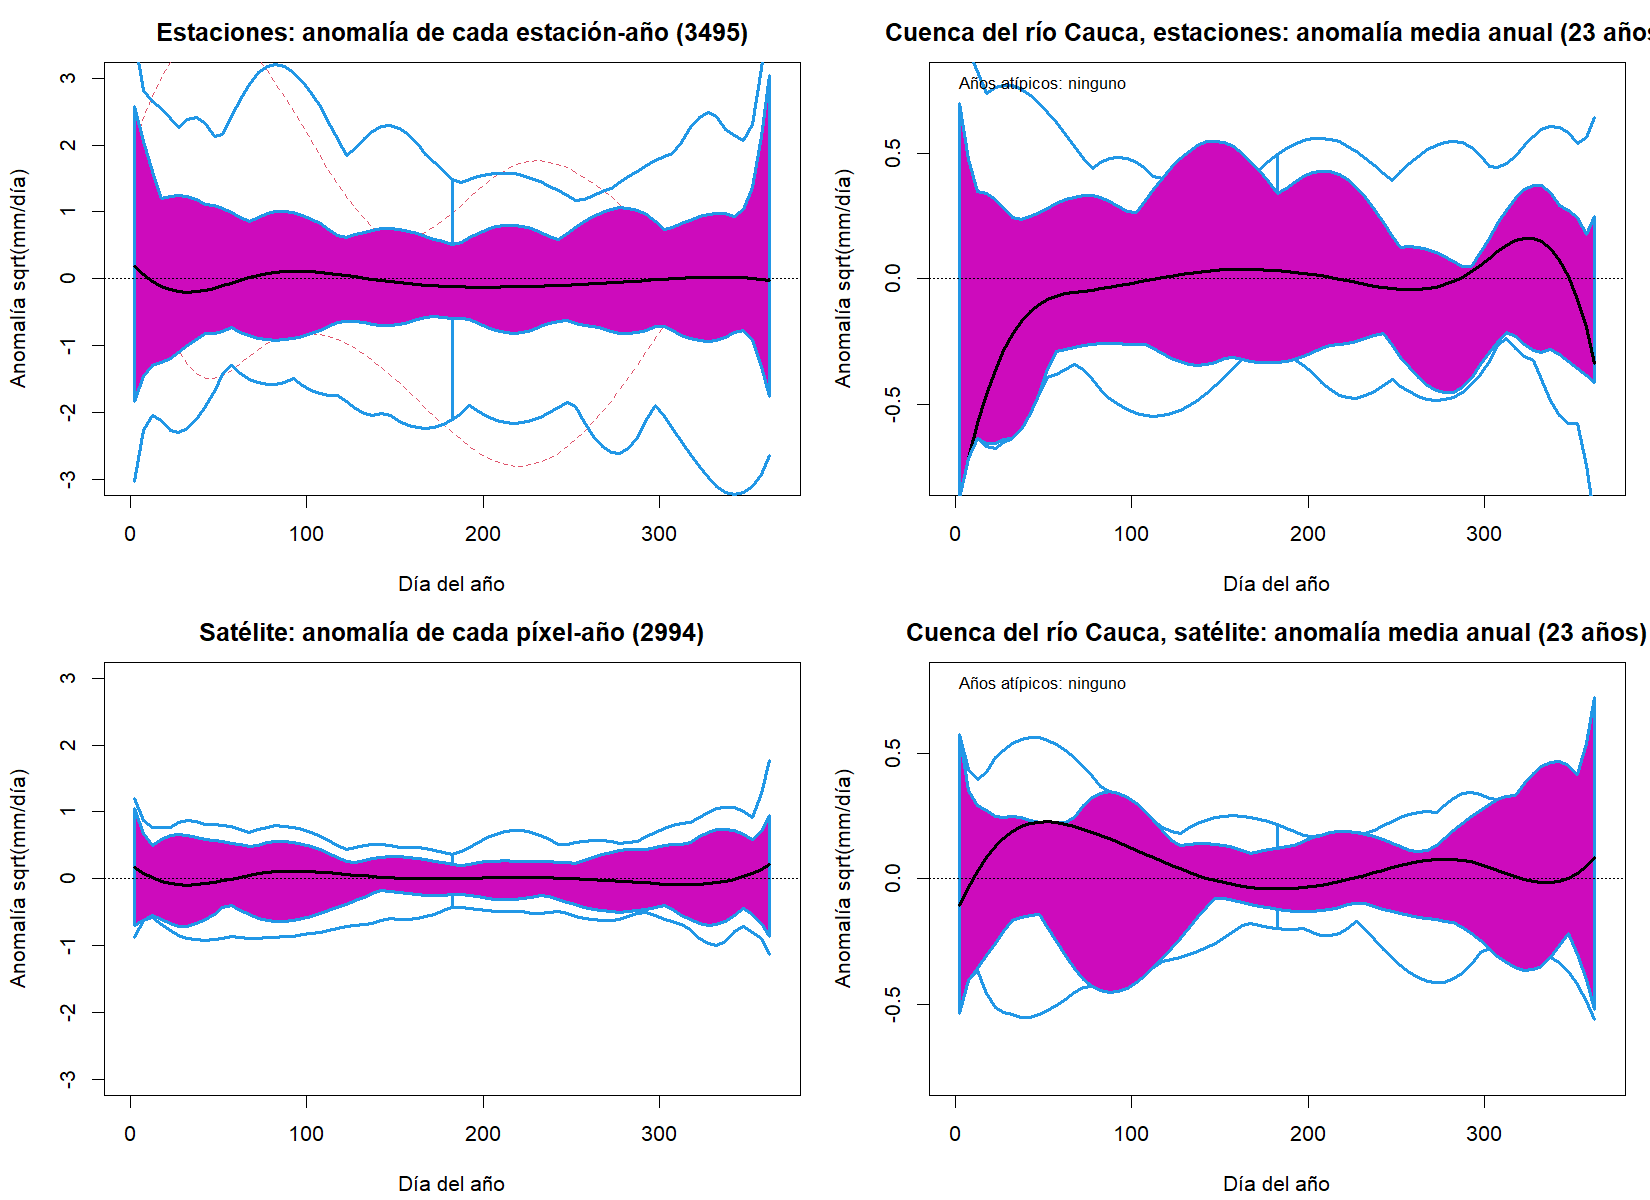 Estaciones: anomalía de cada estación-año (3495)
Anomalía sqrt(mm/día)
3
2
1
0
-1
-2
-3
0 100 200 300
Día del año
Cuenca del río Cauca, estaciones: anomalía media anual (23 años
Años atípicos: ninguno
Anomalía sqrt(mm/día)
0.5
0.0
-0.5
0 100 200 300
Día del año
Satélite: anomalía de cada píxel-año (2994)
Anomalía sqrt(mm/día)
3
2
1
0
-1
-2
-3
0 100 200 300
Día del año
Cuenca del río Cauca, satélite: anomalía media anual (23 años)
Años atípicos: ninguno
Anomalía sqrt(mm/día)
0.5
0.0
-0.5
0 100 200 300
Día del año